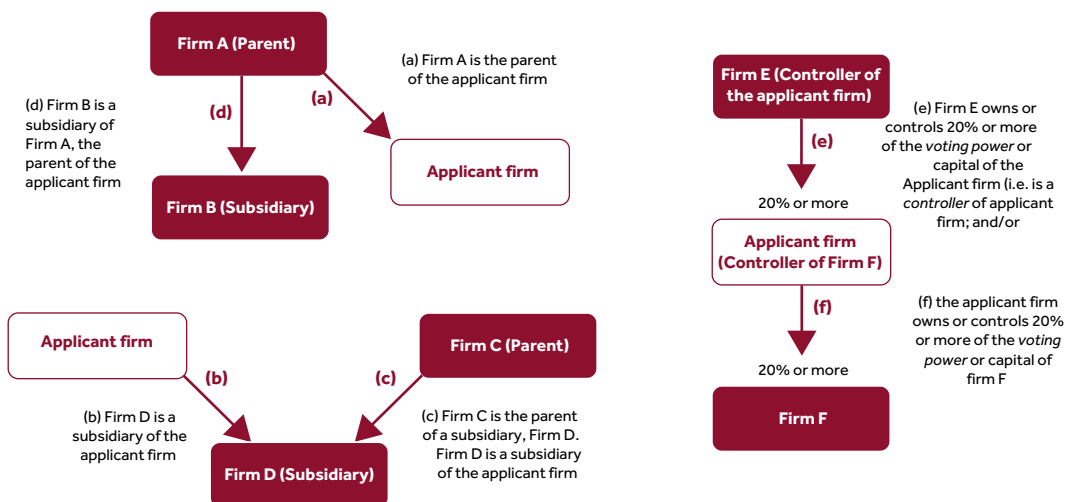 Firm A (Parent)
(a) Firm A is the parent
of the applicant firm
(d)
(a)
(d) Firm B is a
subsidiary of
Firm A, the
parent of the
applicant firm
Applicant firm
Firm B (Subsidiary)
Applicant firm
Firm C (Parent)
(b)
(c)
(b) Firm D is a
subsidiary of the
applicant firm
(c) Firm C is the parent
of a subsidiary, Firm D.
Firm D is a subsidiary
of the applicant firm
Firm D (Subsidiary)
Firm E (Controller of
the applicant firm)
(e)
(e) Firm E owns or
controls 20% or more
of the voting power or
capital of the
Applicant firm (i.e. is a
controller of applicant
firm; and/or
20% or more
Applicant firm
(Controller of Firm F)
(f)
(f) the applicant firm
owns or controls 20%
or more of the voting
power or capital of
firm F
20% or more
Firm F